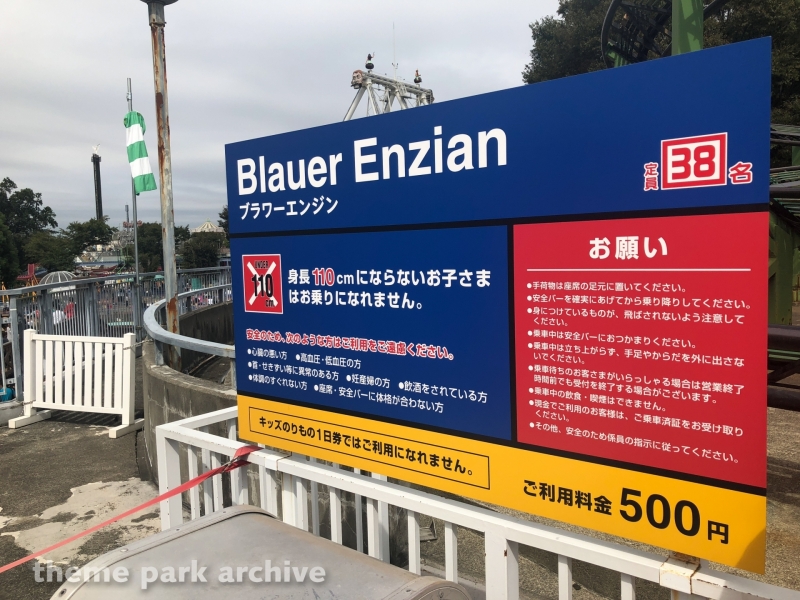 Blauer Enzian
ブラワーエンジン
定員 38 名
UNDER
110
cm
身長110cmにならないお子さま
はお乗りになれません。
安全のため、次のような方はご利用をご遠慮ください。
●心臓の悪い方 ●高血圧・低血圧の方
●首・せきずい等に異常のある方 ●妊産婦の方 ●飲酒をされている方
●体調のすぐれない方 ●座席・安全バーに体格が合わない方
お願い
●手荷物は座席の足元に置いてください。
●安全バーを確実にあげてから乗り降りしてください。
●身につけているものが、飛ばされないよう注意して
ください。
●乗車中は安全バーにおつかまりください。
●乗車中は立ち上がらず、手足やからだを外に出さな
いでください。
●乗車待ちのお客さまがいらっしゃる場合は営業終了
時間前でも受付を終了する場合がございます。
●乗車中の飲食・喫煙はできません。
●現金でご利用のお客様は、ご乗車済証をお受け取り
ください。
●その他、安全のため係員の指示に従ってください。
キッズのりもの1日券ではご利用になれません。
ご利用料金 500円
theme park archive